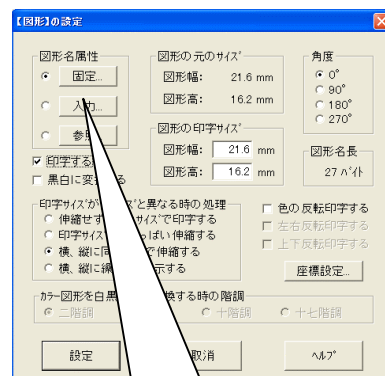 【図形】の設定
図形名属性
固定...
入力...
参照
図形の元のサイズ
図形幅: 21.6 mm
図形高: 16.2 mm
図形の印字サイズ
図形幅: 21.6 mm
図形高: 16.2 mm
角度
0°
90°
180°
270°
図形名長
27 バイト
印字する
黒白に変 る
印字サイズが ズと異なる時の処理
伸縮せず サイズで印字する
印字サイズ っぱい伸縮する
横、縦に同 で伸縮する
横、縦に繰 示する
色の反転印字する
左右反転印字する
上下反転印字する
座標設定...
カラー図形を白黒 換する時の階調
二階調
十階調
十七階調
設定
取消
ヘルプ